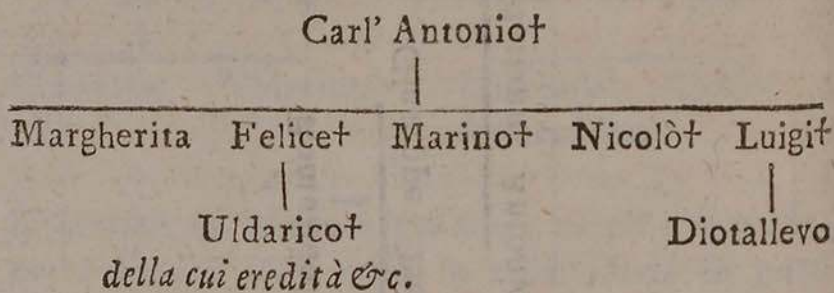 Carl' Antonio†
Margherita Felice† Marino† Nicolò† Luigi†
Uldarico† Diotallevo
della cui eredità &c.